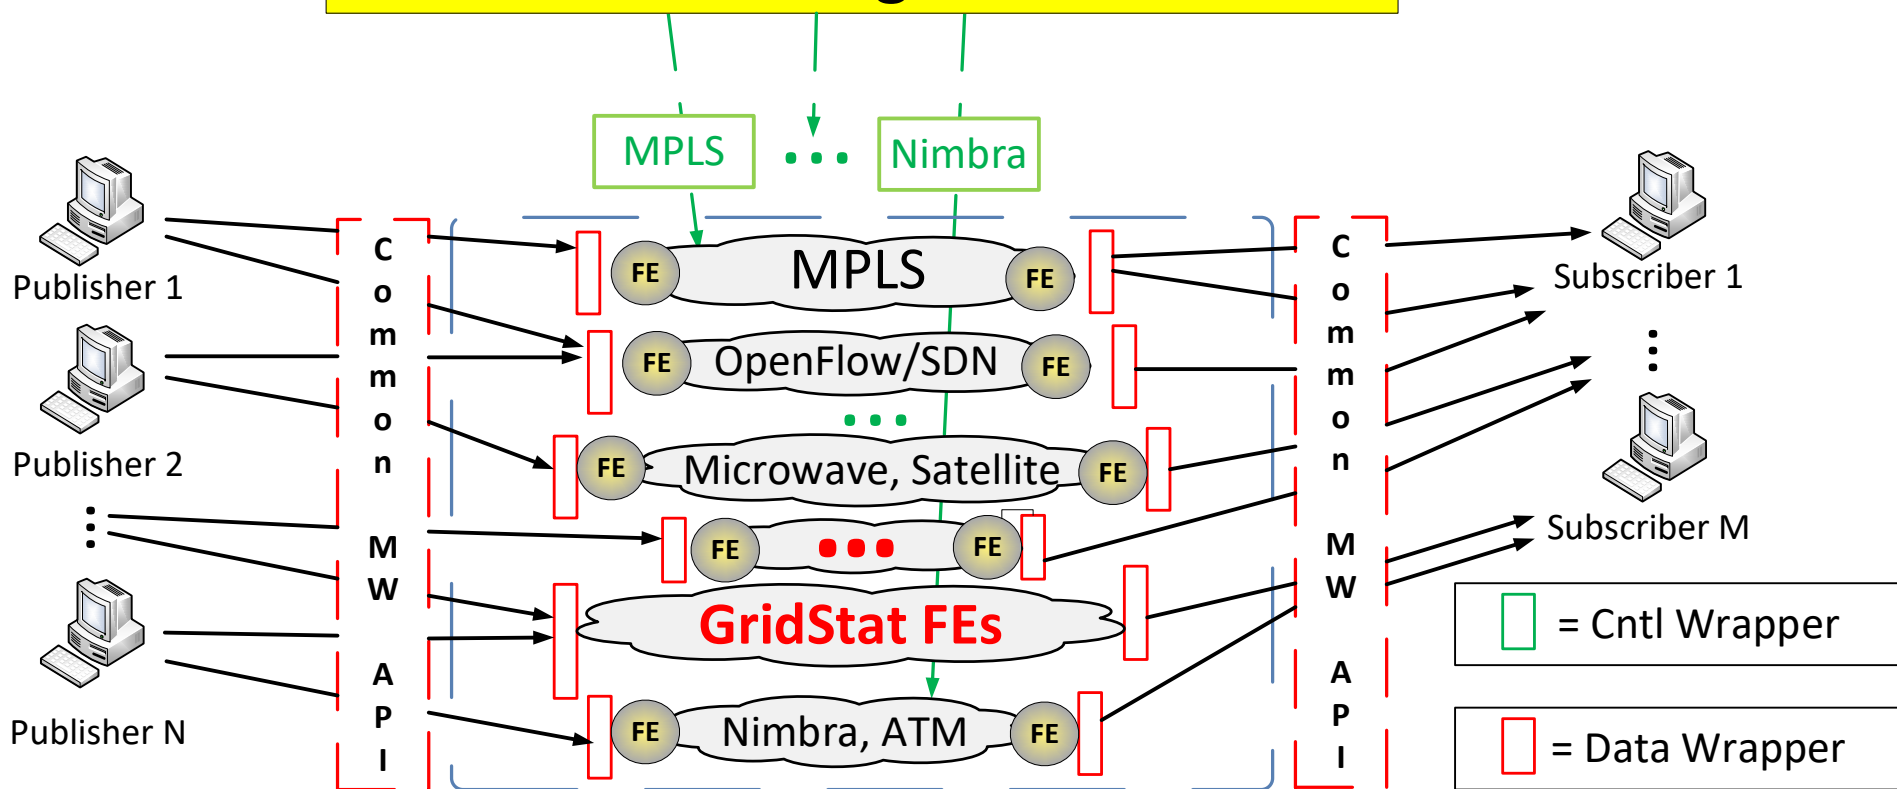 g
MPLS
Nimbra
Publisher 1
Publisher 2
Publisher N
Common MW API
FE
MPLS
FE
FE
OpenFlow/SDN
FE
FE
Microwave, Satellite
FE
FE
FE
GridStat FEs
FE
Nimbra, ATM
FE
Common MW API
Subscriber 1
Subscriber M
= Cntl Wrapper
= Data Wrapper